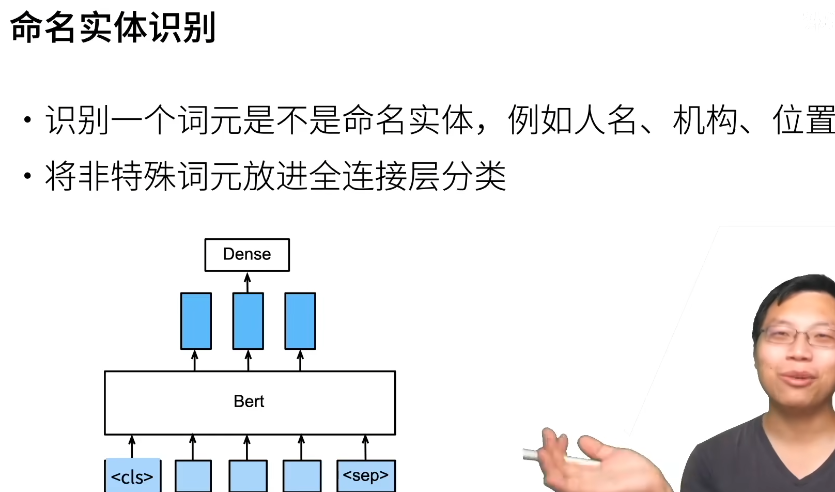 命名实体识别
• 识别一个词元是不是命名实体，例如人名、机构、位置
• 将非特殊词元放进全连接层分类
Dense
Bert
<cls>
<sep>